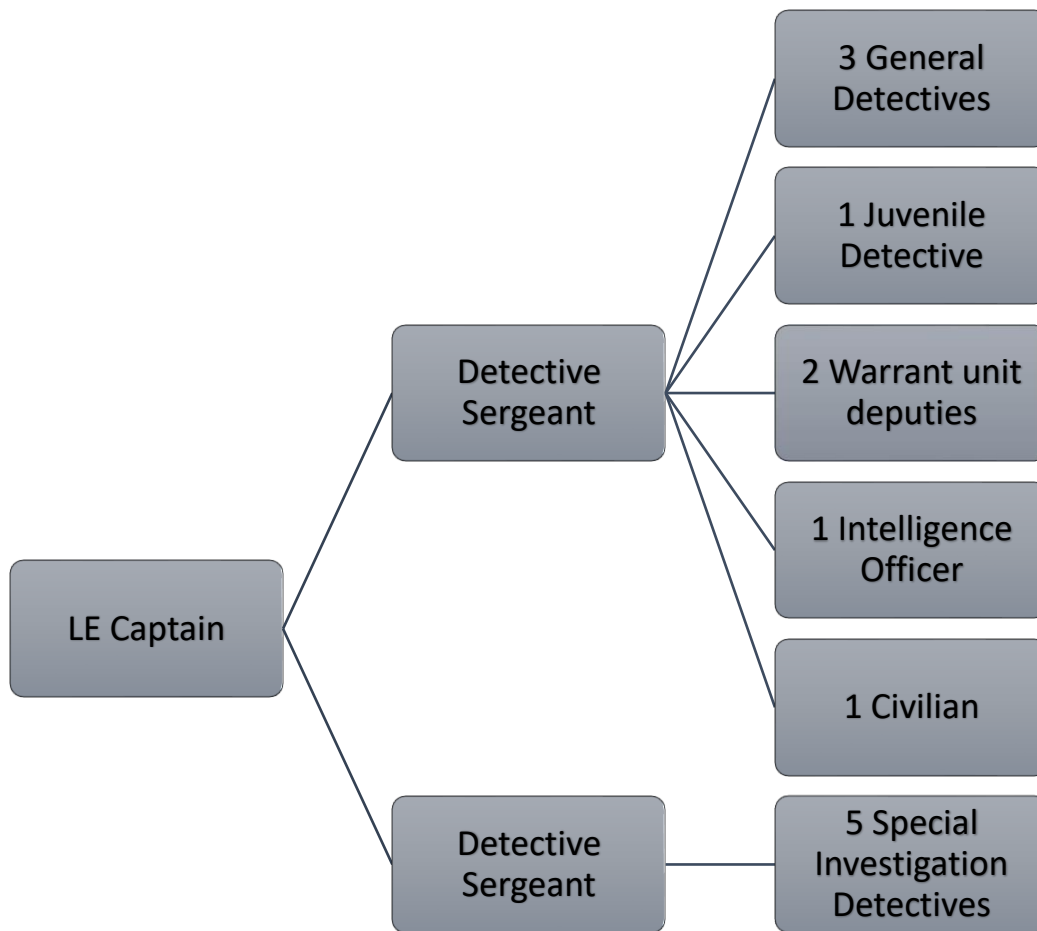 3 General
Detectives
1 Juvenile
Detective
Detective
Sergeant
2 Warrant unit
deputies
1 Intelligence
Officer
LE Captain
1 Civilian
Detective
Sergeant
5 Special
Investigation
Detectives